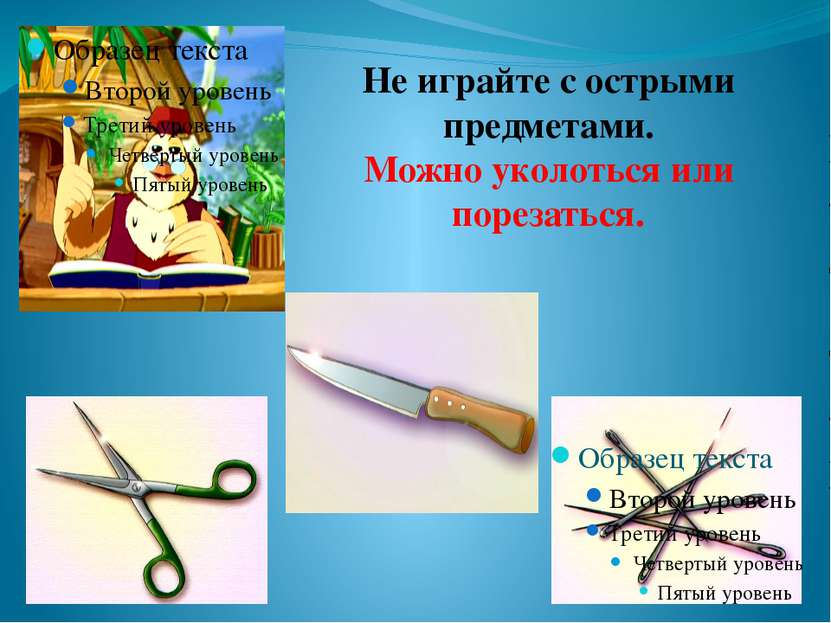 Образец текста
Второй уровень
Третий уровень
Четвертый уровень
Пятый уровень
Не играйте с острыми
предметами.
Можно уколоться или
порезаться.
Образец текста
Второй уровень
Третий уровень
Четвертый уровень
Пятый уровень